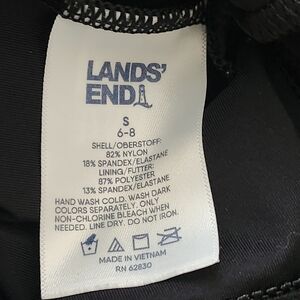 LANDS'
END
S
6-8
SHELL/OBERSTOFF:
82% NYLON
18% SPANDEX/ELASTANE
LINING/FUTTER:
87% POLYESTER
13% SPANDEX/ELASTANE
HAND WASH COLD. WASH DARK
COLORS SEPARATELY. ONLY
NON-CHLORINE BLEACH WHEN
NEEDED. LINE DRY. DO NOT IRON.
MADE IN VIETNAM
RN 62830